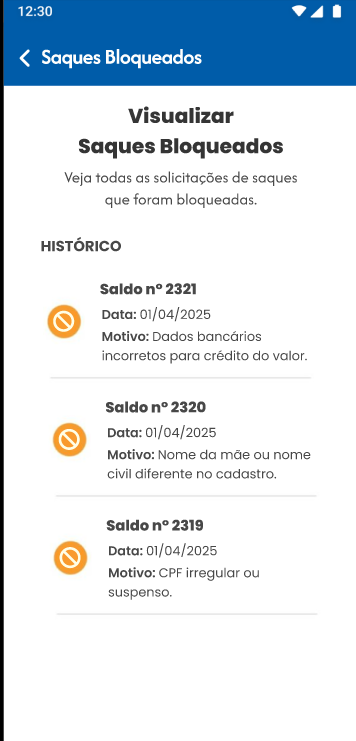 12:30
Saques Bloqueados
Visualizar
Saques Bloqueados
Veja todas as solicitações de saques
que foram bloqueadas.
HISTÓRICO
Saldo nº 2321
Data: 01/04/2025
Motivo: Dados bancários
incorretos para crédito do valor.
Saldo nº 2320
Data: 01/04/2025
Motivo: Nome da mãe ou nome
civil diferente no cadastro.
Saldo nº 2319
Data: 01/04/2025
Motivo: CPF irregular ou
suspenso.